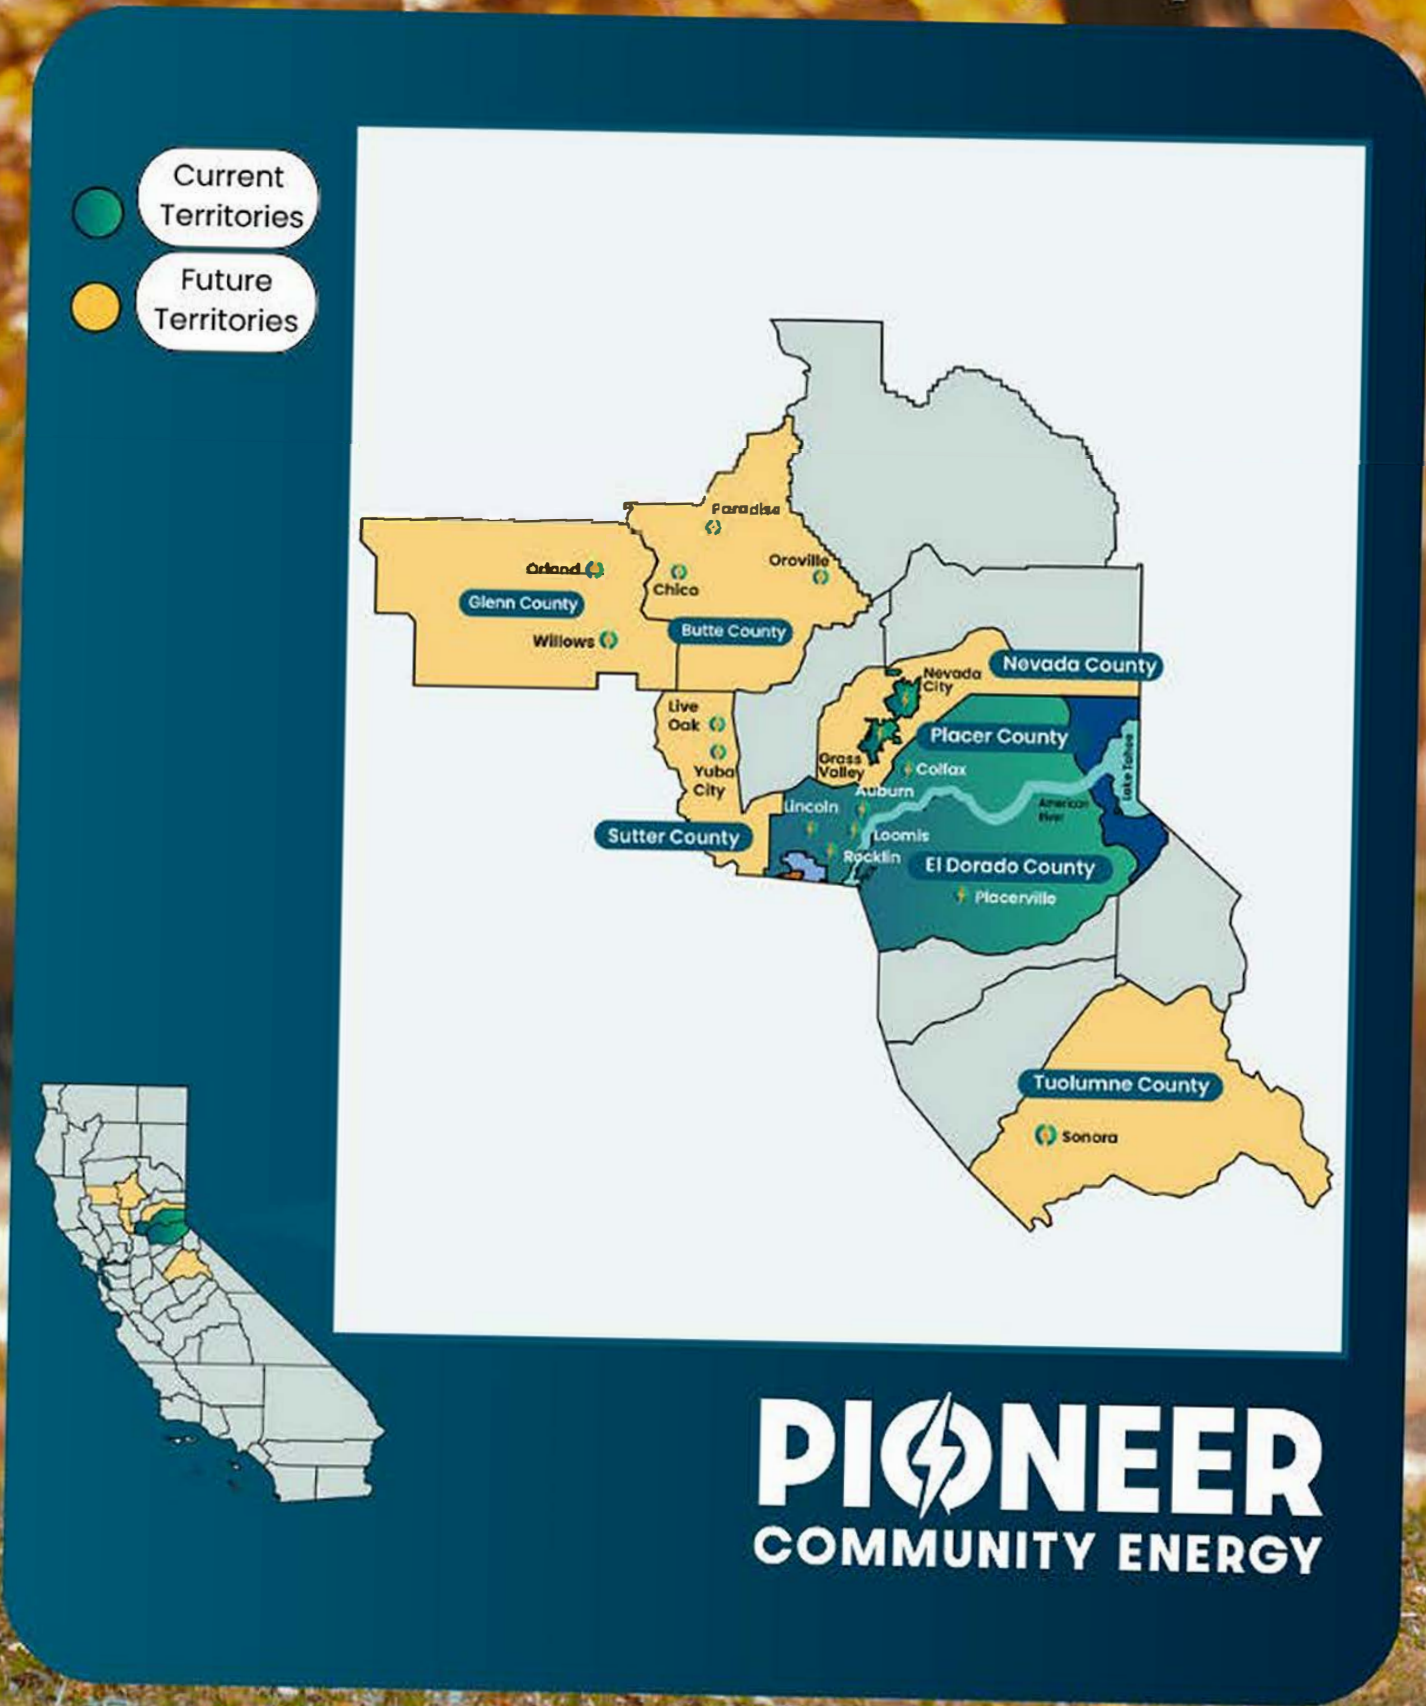 Current
Territories
Future
Territories
Paradise
Orland
Chico
Oroville
Glenn County
Willows
Butte County
Nevada County
Nevada
City
Live
Oak
Placer County
Yuba
City
Grass
Valley
Colfax
Lake Tahoe
Auburn
Lincoln
American
River
Sutter County
Loomis
Rocklin
El Dorado County
Placerville
Tuolumne County
Sonora
PIONEER
COMMUNITY ENERGY